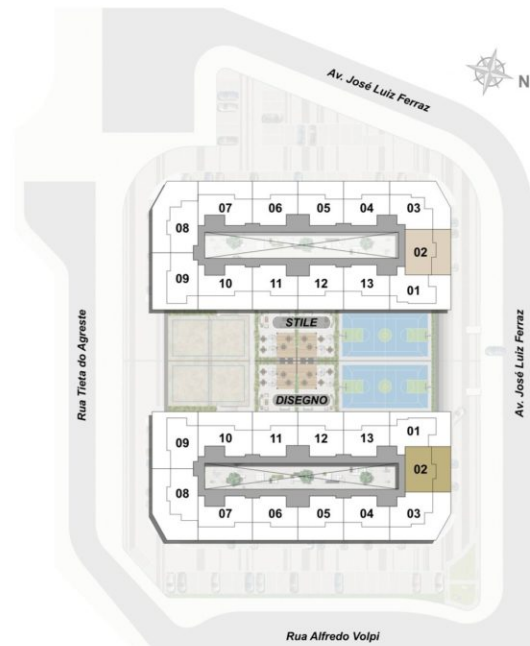 Av. José Luiz Ferraz
N
07 06 05 04 03
08 02
09 10 11 12 13 01
STILE
Rua Tieta do Agreste
Av. José Luiz Ferraz
DISEGNO
09 10 11 12 13 01
08 02
07 06 05 04 03
Rua Alfredo Volpi